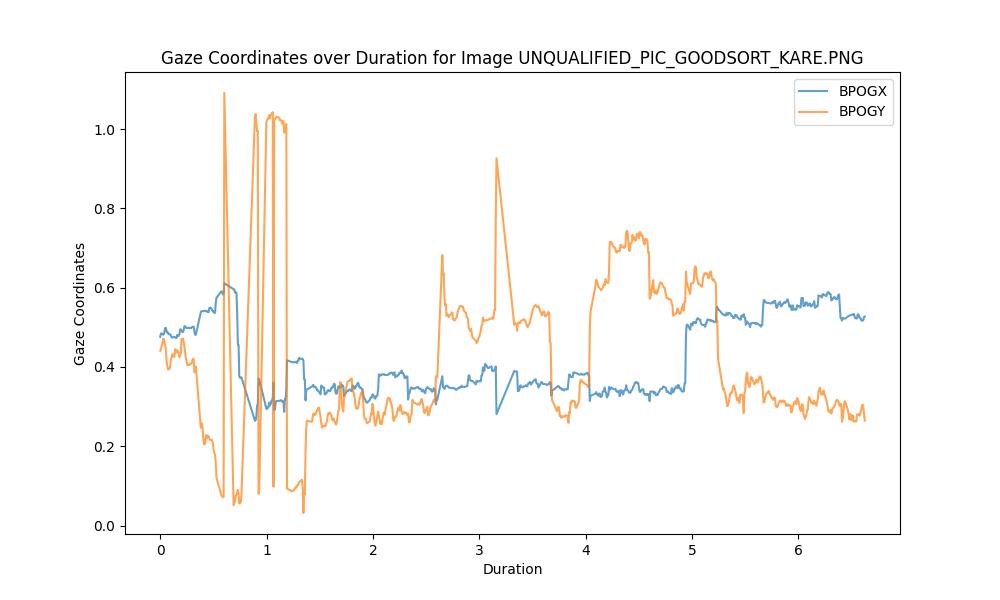 Gaze Coordinates over Duration for Image UNQUALIFIED_PIC_GOODSORT_KARE.PNG
BPOGX
BPOGY
Gaze Coordinates
1.0
0.8
0.6
0.4
0.2
0.0
0 1 2 3 4 5 6
Duration